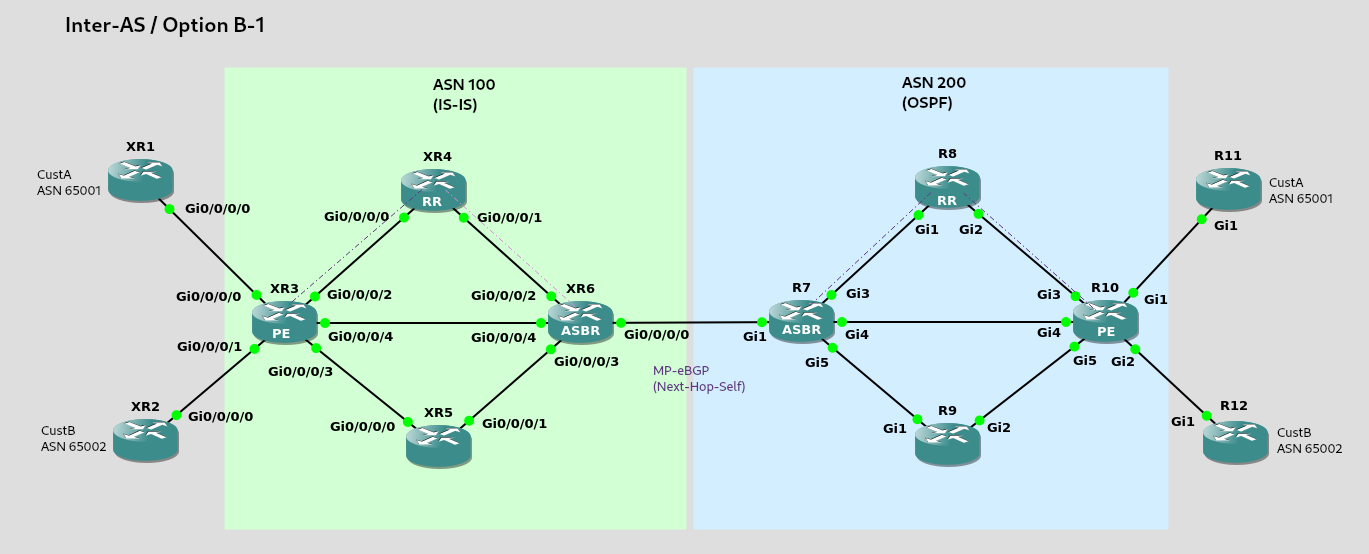 Inter-AS / Option B-1
ASN 100
(IS-IS)
ASN 200
(OSPF)
XR1
CustA
ASN 65001
Gi0/0/0/0
XR4
RR
Gi0/0/0/0
Gi0/0/0/1
R8
RR
Gi1
Gi2
R11
CustA
ASN 65001
Gi1
Gi0/0/0/0
XR3
PE
Gi0/0/0/2
Gi0/0/0/4
Gi0/0/0/1
Gi0/0/0/3
Gi0/0/0/2
XR6
ASBR
Gi0/0/0/4
Gi0/0/0/0
Gi0/0/0/3
MP-eBGP
(Next-Hop-Self)
R7
ASBR
Gi1
Gi3
Gi4
Gi5
Gi3
R10
PE
Gi1
Gi4
Gi5
Gi2
XR2
CustB
ASN 65002
Gi0/0/0/0
XR5
Gi0/0/0/0
Gi0/0/0/1
R9
Gi1
Gi2
R12
Gi1
CustB
ASN 65002